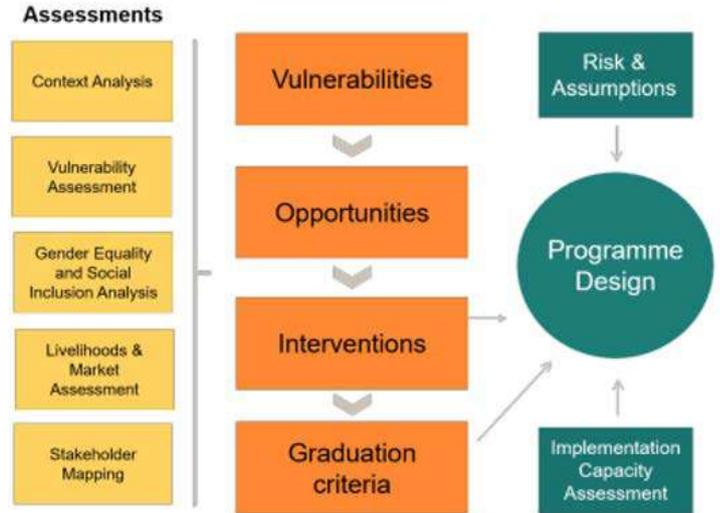 Assessments
Context Analysis
Vulnerability
Assessment
Gender Equality
and Social
Inclusion Analysis
Livelihoods &
Market
Assessment
Stakeholder
Mapping
Vulnerabilities
Opportunities
Interventions
Graduation
criteria
Risk &
Assumptions
Programme
Design
Implementation
Capacity
Assessment